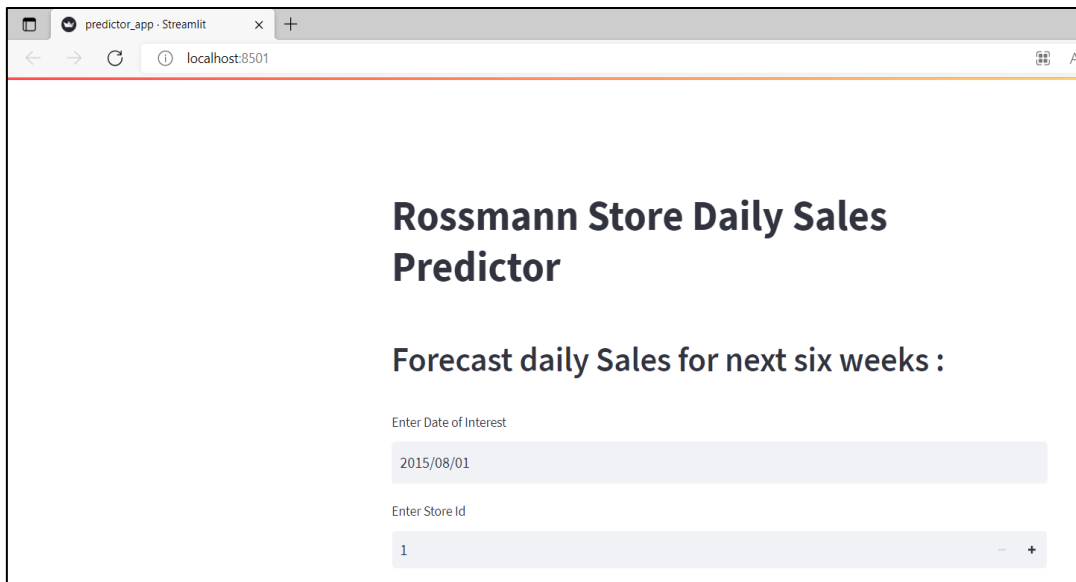 predictor_app · Streamlit
localhost:8501
A
Rossmann Store Daily Sales
Predictor
Forecast daily Sales for next six weeks :
Enter Date of Interest
2015/08/01
Enter Store Id
1